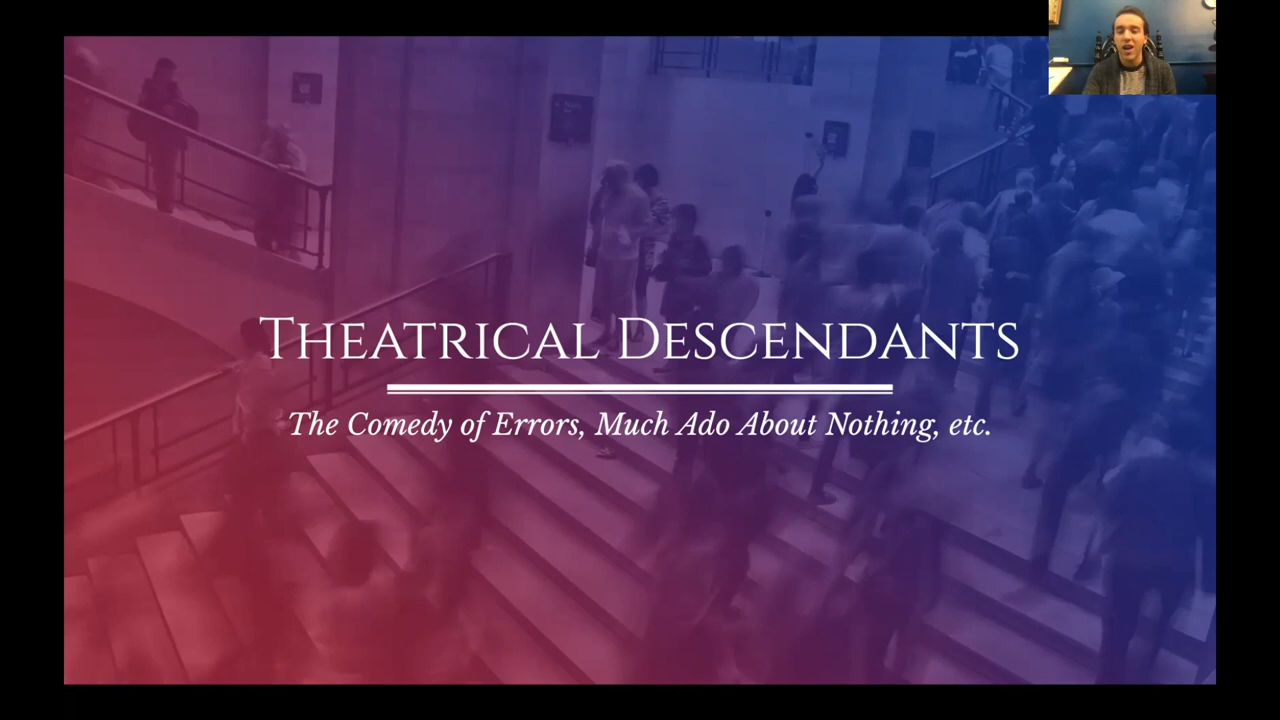 THEATRICAL DESCENDANTS
The Comedy of Errors, Much Ado About Nothing, etc.